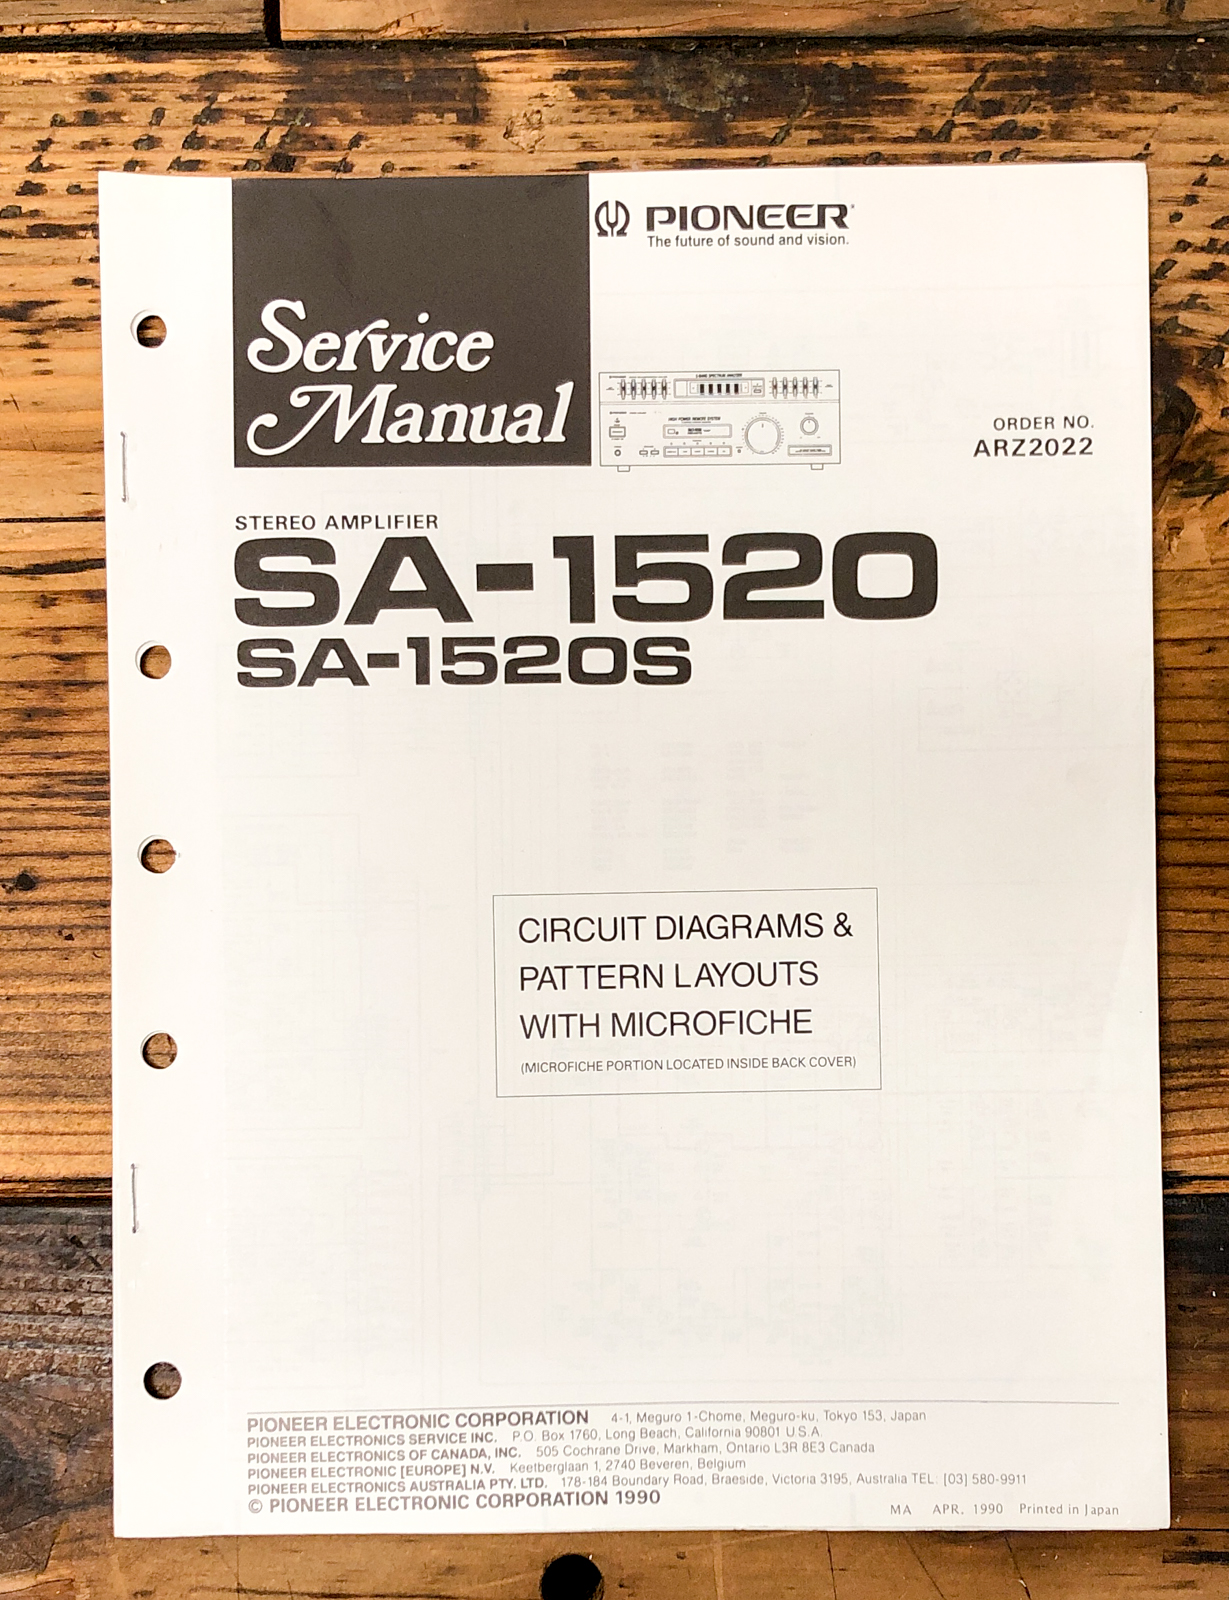 PIONEER
The future of sound and vision.
Service
Manual
ORDER NO.
ARZ2022
STEREO AMPLIFIER
SA-1520
SA-1520S
CIRCUIT DIAGRAMS &
PATTERN LAYOUTS
WITH MICROFICHE
(MICROFICHE PORTION LOCATED INSIDE BACK COVER)
PIONEER ELECTRONIC CORPORATION 4-1, Meguro 1-Chome, Meguro-ku, Tokyo 153, Japan
PIONEER ELECTRONICS SERVICE INC. P.O. Box 1760, Long Beach, California 90801 U.S.A.
PIONEER ELECTRONICS OF CANADA, INC. 505 Cochrane Drive, Markham, Ontario L3R 8E3 Canada
PIONEER ELECTRONIC [EUROPE] N.V. Keetberglaan 1, 2740 Beveren, Belgium
PIONEER ELECTRONICS AUSTRALIA PTY. LTD. 178-184 Boundary Road, Braeside, Victoria 3195, Australia TEL: [03] 580-9911
© PIONEER ELECTRONIC CORPORATION 1990
MA APR. 1990 Printed in Japan